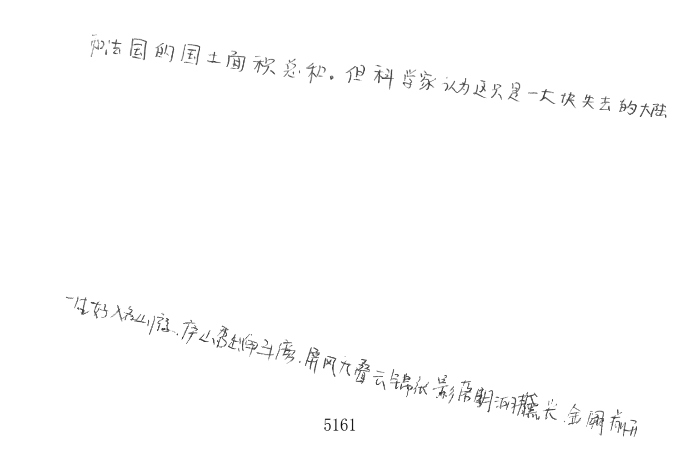 和法国的国土面积总和。但科学家认为这只是一大块失去的大陆
一生好入名山游、庐山秀出南斗傍、屏风九叠云锦张影落明湖黛光、金阙前开
5161